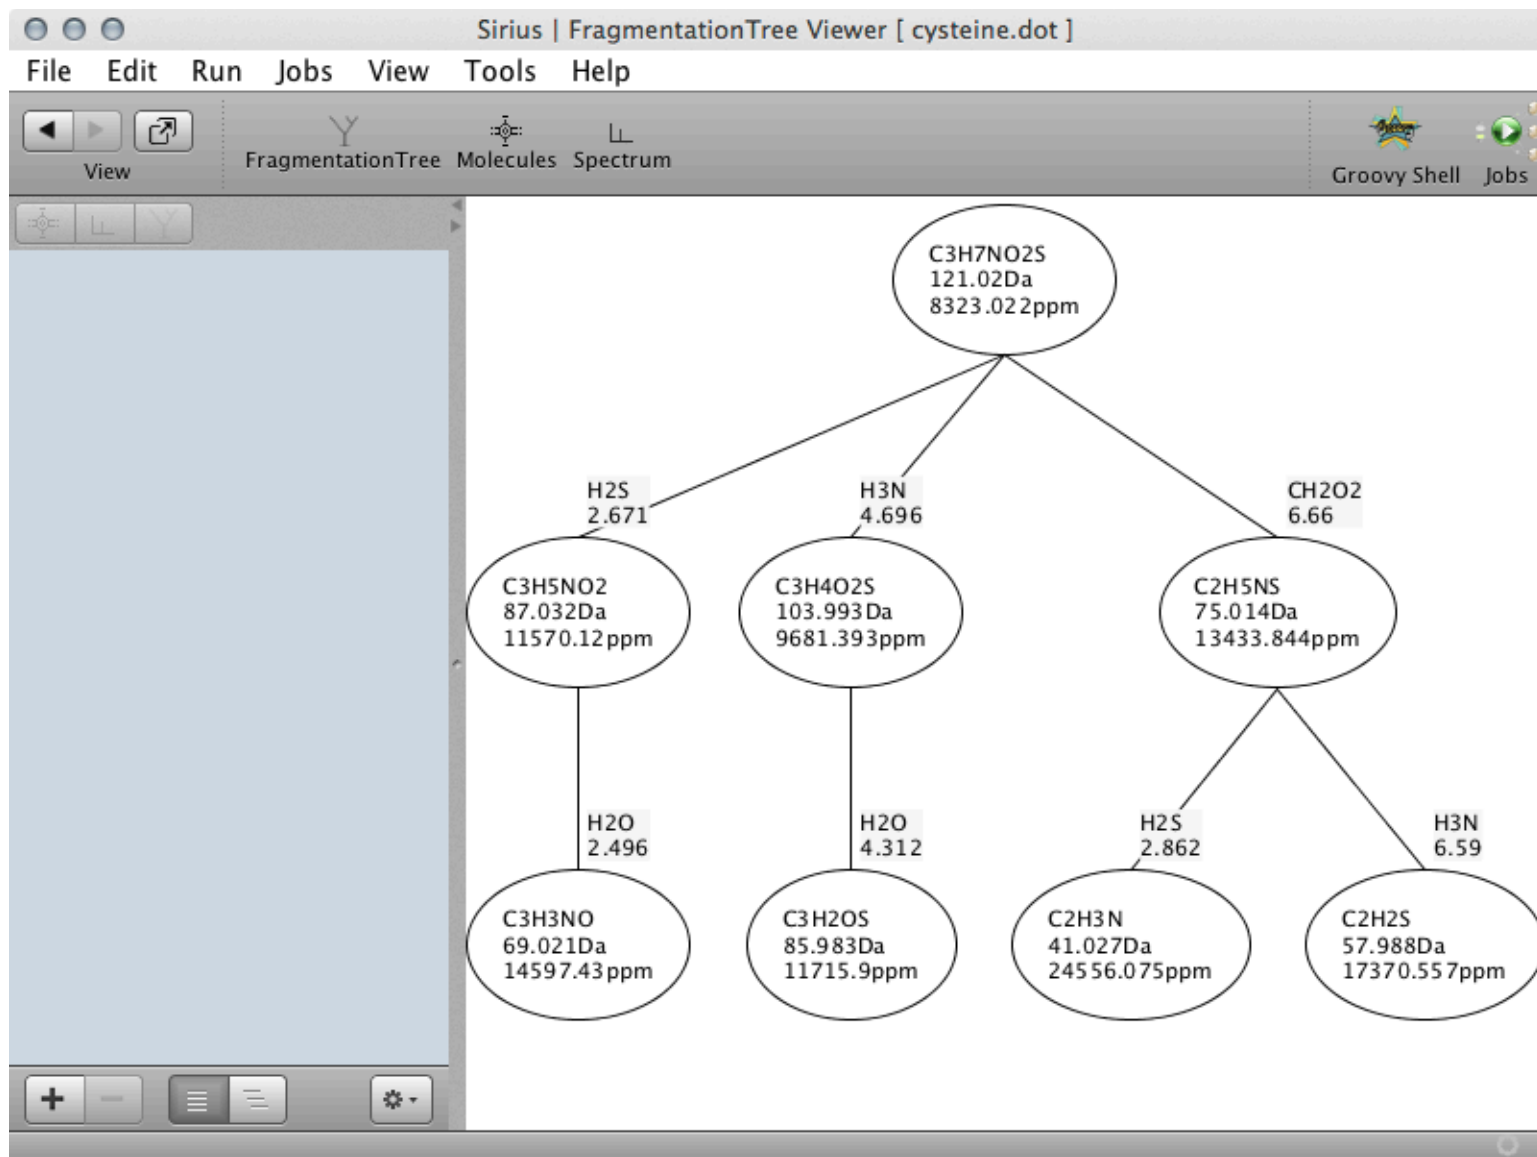 Sirius | FragmentationTree Viewer [ cysteine.dot ]
File Edit Run Jobs View Tools Help
View
FragmentationTree Molecules Spectrum
Groovy Shell Jobs
C3H7NO2S
121.02Da
8323.022ppm
H2S
2.671
H3N
4.696
CH2O2
6.66
C3H5NO2
87.032Da
11570.12ppm
C3H4O2S
103.993Da
9681.393ppm
C2H5NS
75.014Da
13433.844ppm
H2O
2.496
H2O
4.312
H2S
2.862
H3N
6.59
C3H3NO
69.021Da
14597.43ppm
C3H2OS
85.983Da
11715.9ppm
C2H3N
41.027Da
24556.075ppm
C2H2S
57.988Da
17370.557ppm